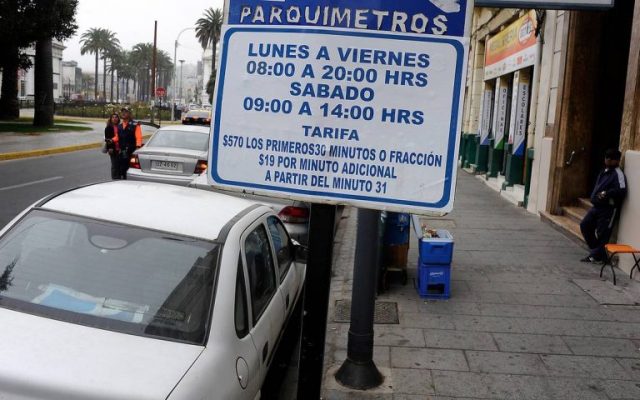 PARQUIMETROS
LUNES A VIERNES
08:00 A 20:00 HRS
SABADO
09:00 A 14:00 HRS
TARIFA
$570 LOS PRIMEROS30 MINUTOS O FRACCIÓN
$19 POR MINUTO ADICIONAL
A PARTIR DEL MINUTO 31